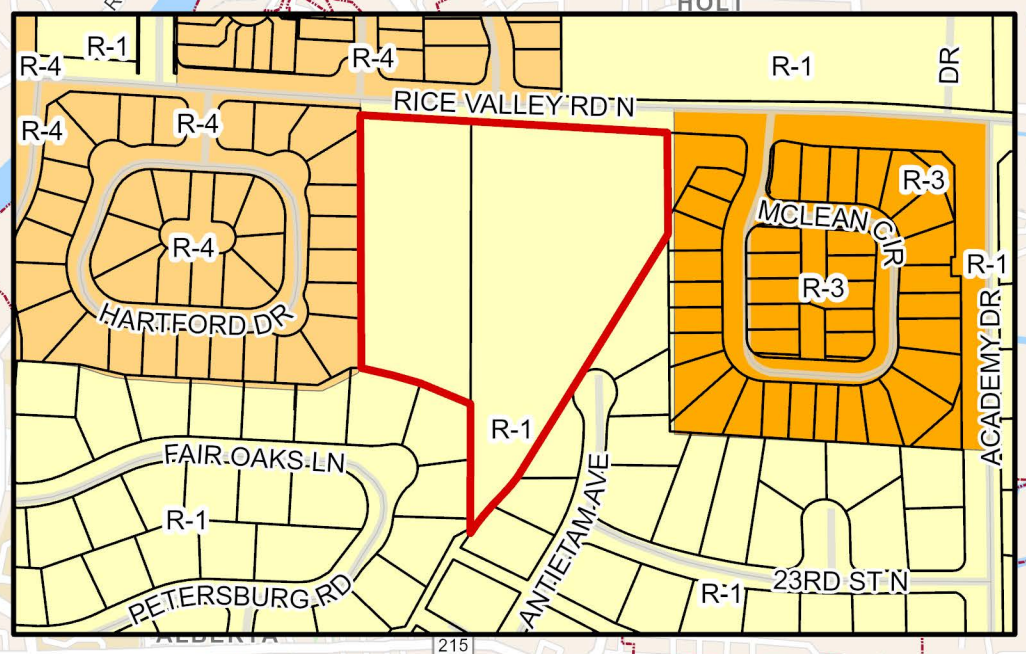 HOLT
R-1
R-4
R-4
R-1
DR
RICE VALLEY RD N
R-4
R-4
R-3
MCLEAN CIR
R-4
R-1
R-3
HARTFORD DR
ACADEMY DR
R-1
FAIR OAKS LN
R-1
ANTIETAM AVE
23RD ST N
R-1
PETERSBURG RD
ALBERTA
215